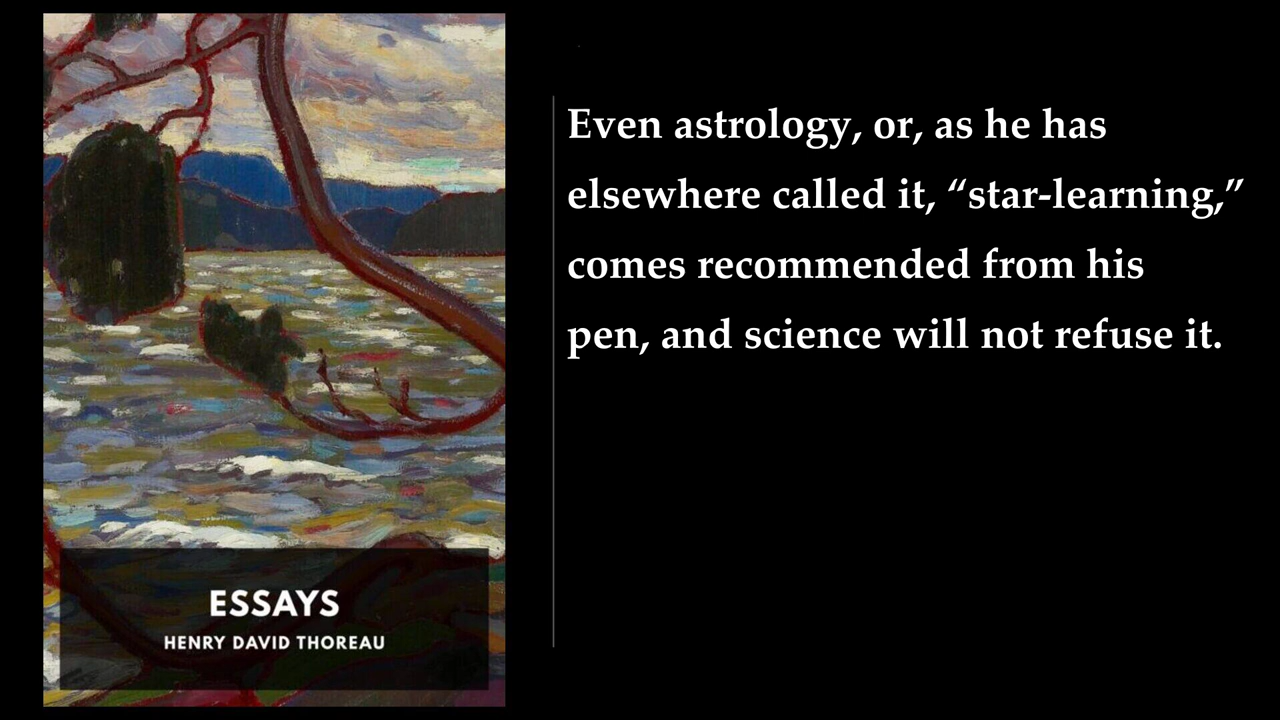 ESSAYS
HENRY DAVID THOREAU
Even astrology, or, as he has
elsewhere called it, “star-learning,”
comes recommended from his
pen, and science will not refuse it.